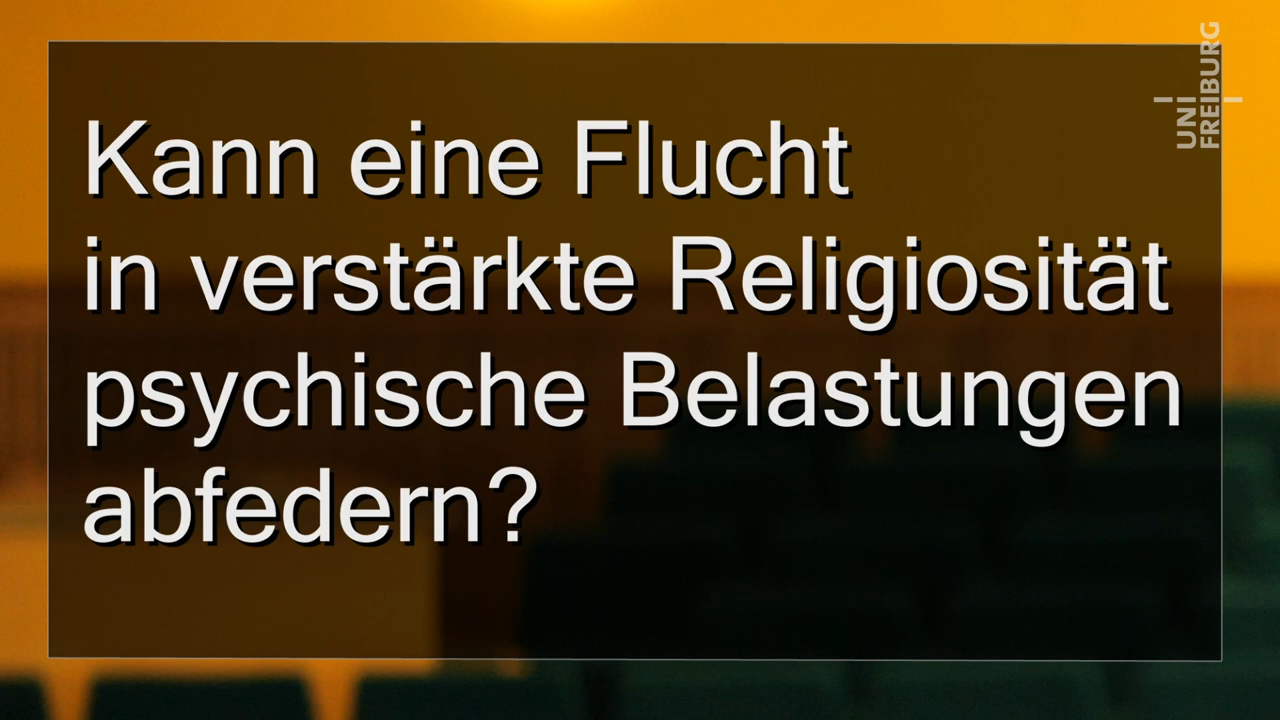 Kann eine Flucht
in verstärkte Religiosität
psychische Belastungen
abfedern?
UNI
FREIBURG